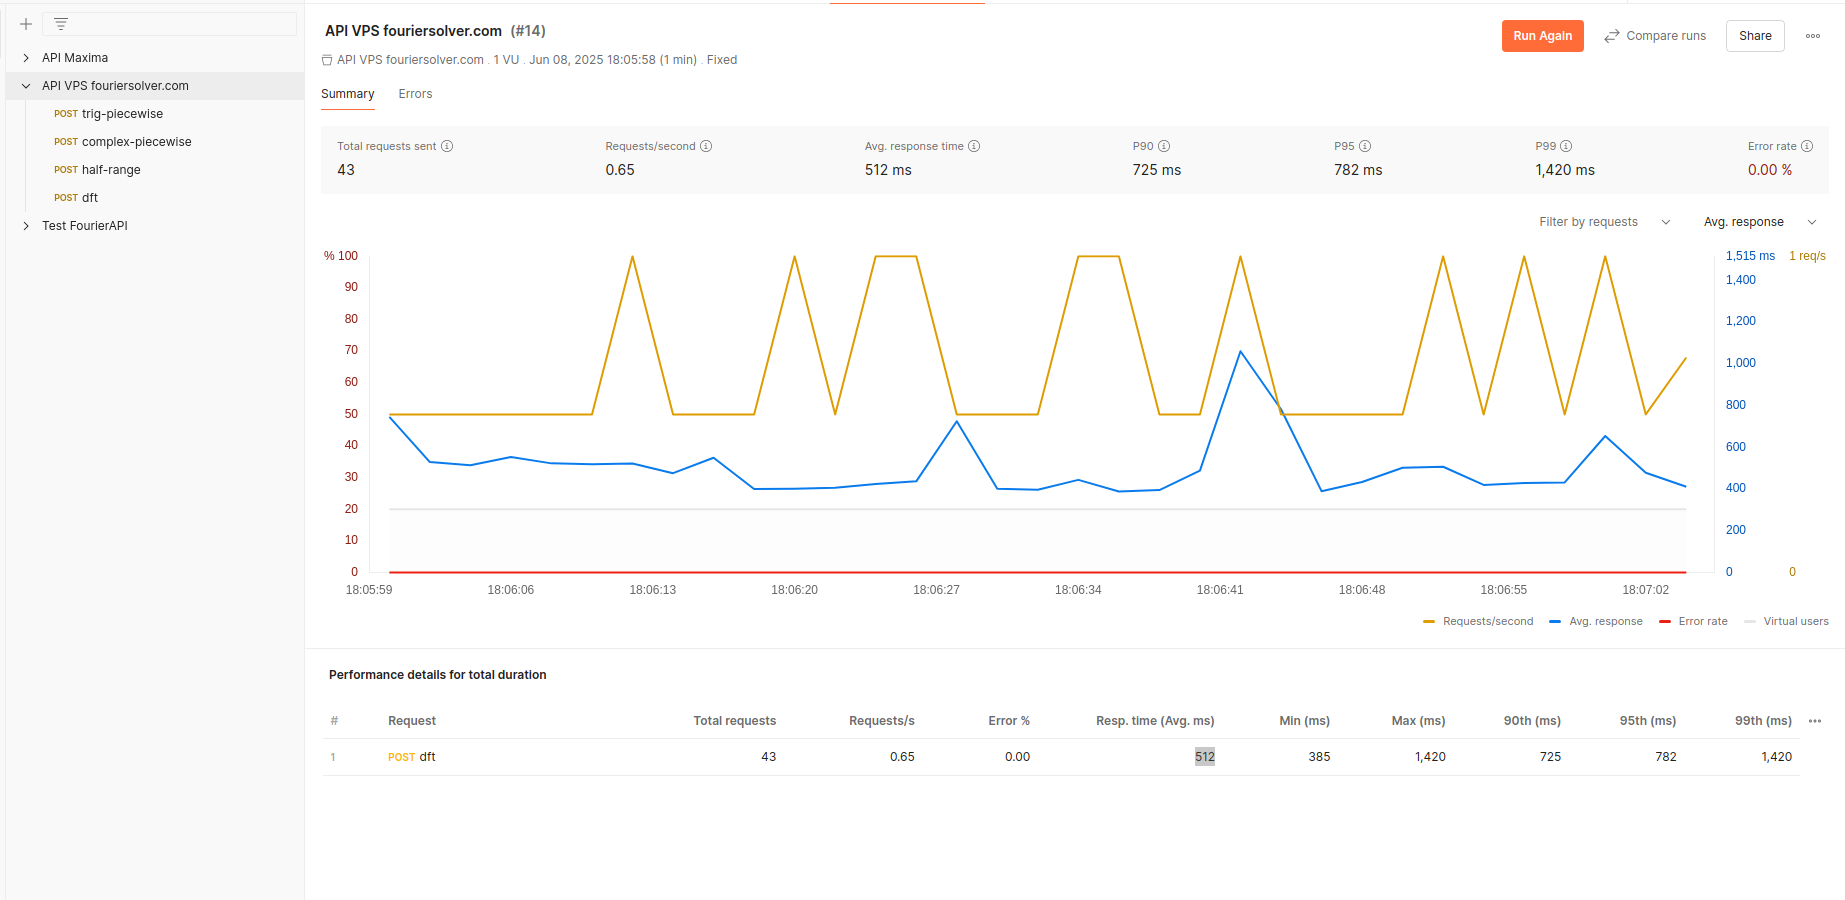 API VPS fouriersolver.com (#14)
Run Again
Compare runs
Share
API VPS fouriersolver.com . 1 VU . Jun 08, 2025 18:05:58 (1 min) . Fixed
API Maxima
API VPS fouriersolver.com
POST trig-piecewise
POST complex-piecewise
POST half-range
POST dft
Test FourierAPI
Summary Errors
Total requests sent Requests/second Avg. response time P90 P95 P99 Error rate
43 0.65 512 ms 725 ms 782 ms 1,420 ms 0.00 %
Filter by requests Avg. response
% 100
90
80
70
60
50
40
30
20
10
0
1,515 ms 1 req/s
1,400
1,200
1,000
800
600
400
200
0 0
18:05:59 18:06:06 18:06:13 18:06:20 18:06:27 18:06:34 18:06:41 18:06:48 18:06:55 18:07:02
Requests/second Avg. response Error rate Virtual users
Performance details for total duration
# Request Total requests Requests/s Error % Resp. time (Avg. ms) Min (ms) Max (ms) 90th (ms) 95th (ms) 99th (ms)
1 POST dft 43 0.65 0.00 512 385 1,420 725 782 1,420